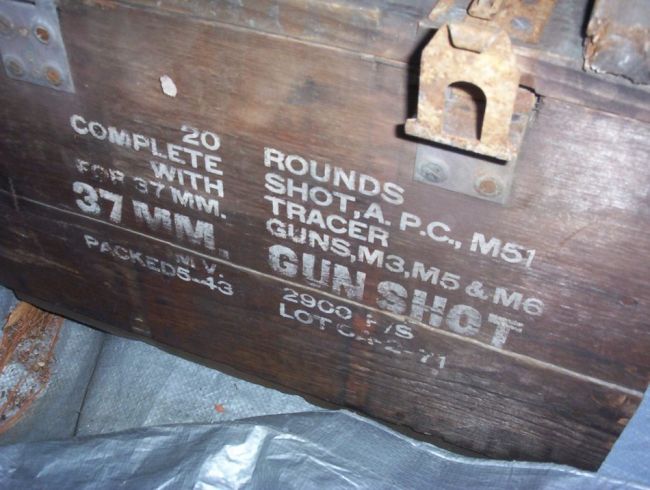 20 ROUNDS
COMPLETE SHOT, A. P.C., M51
WITH TRACER
FOR 37 MM. GUNS, M3, M5 & M6
37 MM. GUN SHOT
M V. 2900 F/S
PACKED 5-43 LOT